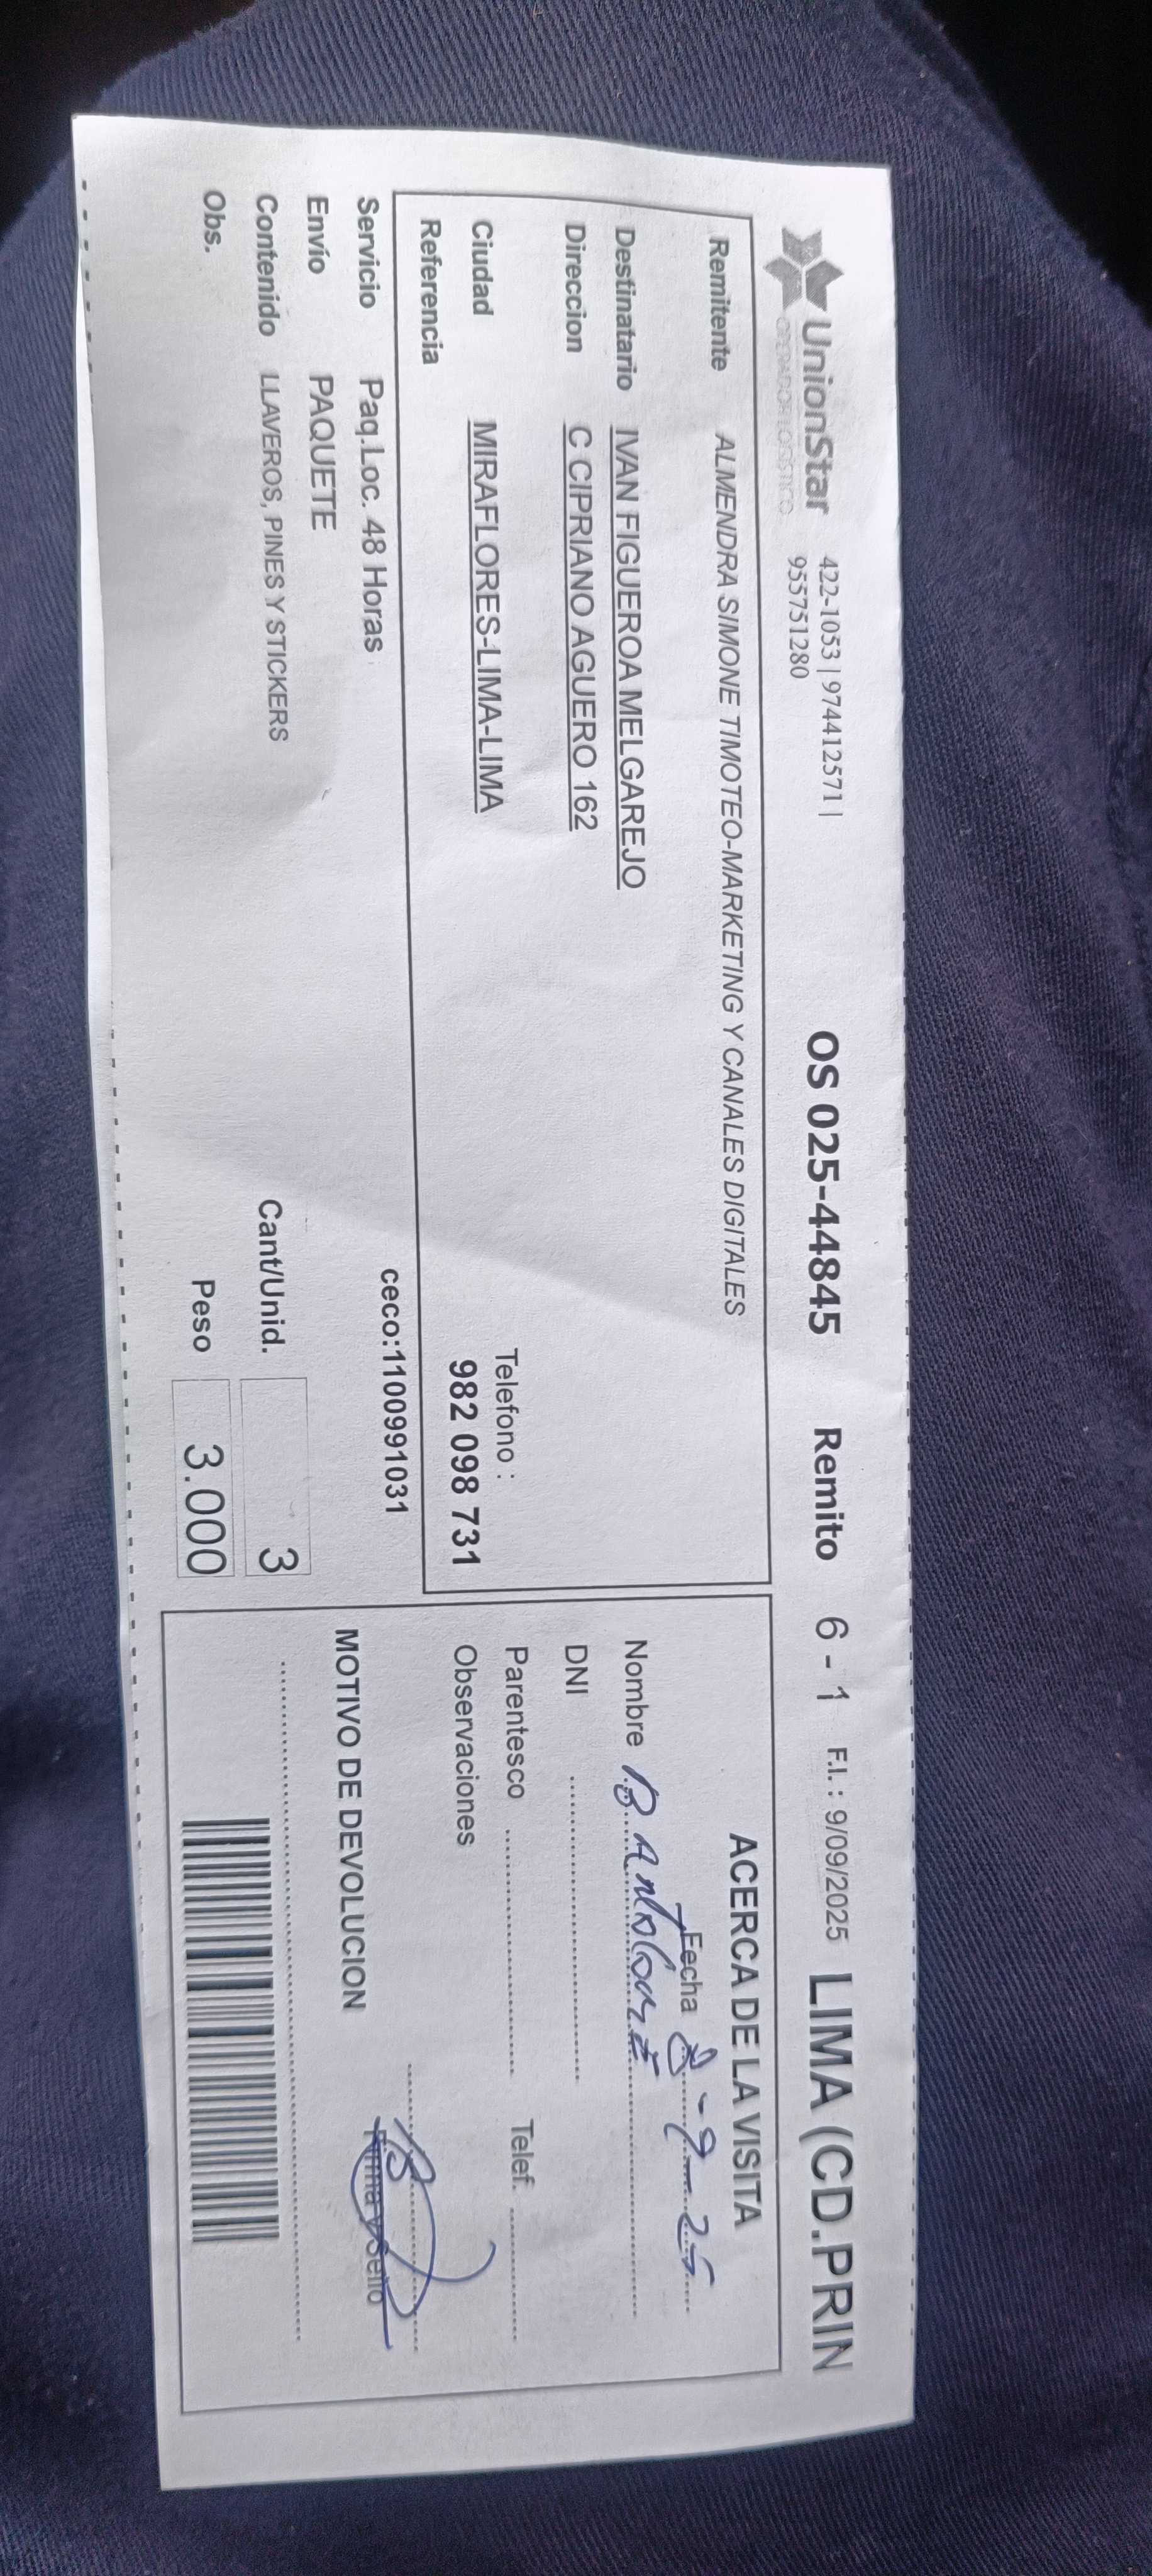 UnionStar
OPERADOR LOGISTICO
422-1053 | 974412571 |
955751280
OS 025-44845 Remito 6 - 1 F.I. : 9/09/2025 LIMA (CD.PRIN
Remitente ALMENDRA SIMONE TIMOTEO-MARKETING Y CANALES DIGITALES
Destinatario IVAN FIGUEROA MELGAREJO
Direccion C CIPRIANO AGUERO 162
Ciudad MIRAFLORES-LIMA-LIMA
Referencia
Telefono :
982 098 731
Servicio Paq.Loc. 48 Horas
ceco:1100991031
Envío PAQUETE
Contenido LLAVEROS, PINES Y STICKERS
Cant/Unid. 3
Obs.
Peso 3.000
ACERCA DE LA VISITA
Fecha 8-9-25
Nombre
DNI
Parentesco Telef.
Observaciones
Firma y Sello
MOTIVO DE DEVOLUCION